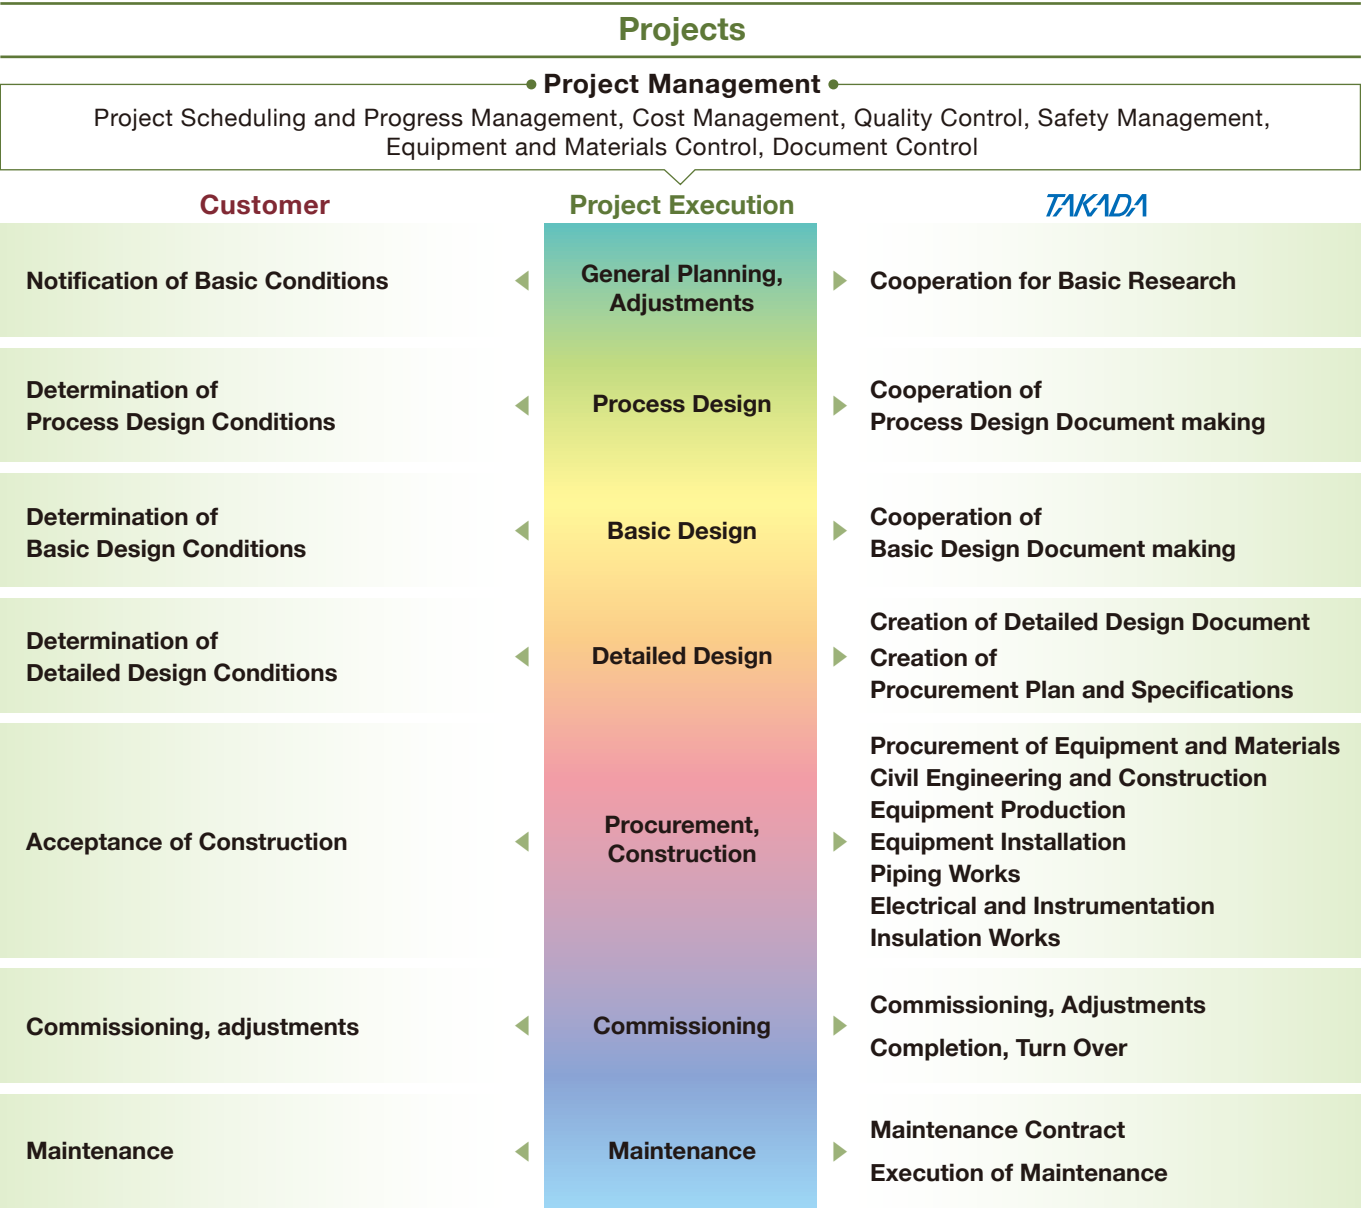 Projects
Project Management
Project Scheduling and Progress Management, Cost Management, Quality Control, Safety Management,
Equipment and Materials Control, Document Control
Customer
Project Execution
TAKADA
Notification of Basic Conditions
General Planning,
Adjustments
Cooperation for Basic Research
Determination of
Process Design Conditions
Process Design
Cooperation of
Process Design Document making
Determination of
Basic Design Conditions
Basic Design
Cooperation of
Basic Design Document making
Determination of
Detailed Design Conditions
Detailed Design
Creation of Detailed Design Document
Creation of
Procurement Plan and Specifications
Acceptance of Construction
Procurement,
Construction
Procurement of Equipment and Materials
Civil Engineering and Construction
Equipment Production
Equipment Installation
Piping Works
Electrical and Instrumentation
Insulation Works
Commissioning, adjustments
Commissioning
Commissioning, Adjustments
Completion, Turn Over
Maintenance
Maintenance
Maintenance Contract
Execution of Maintenance